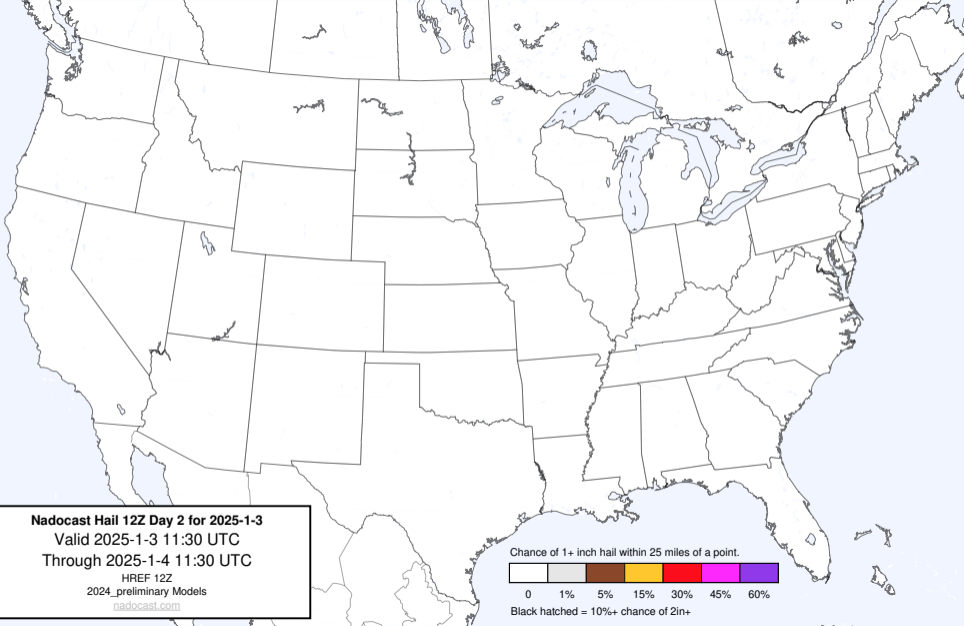 Nadocast Hail 12Z Day 2 for 2025-1-3
Valid 2025-1-3 11:30 UTC
Through 2025-1-4 11:30 UTC
HREF 12Z
2024_preliminary Models
nadocast.com
Chance of 1+ inch hail within 25 miles of a point.
0 1% 5% 15% 30% 45% 60%
Black hatched = 10%+ chance of 2in+